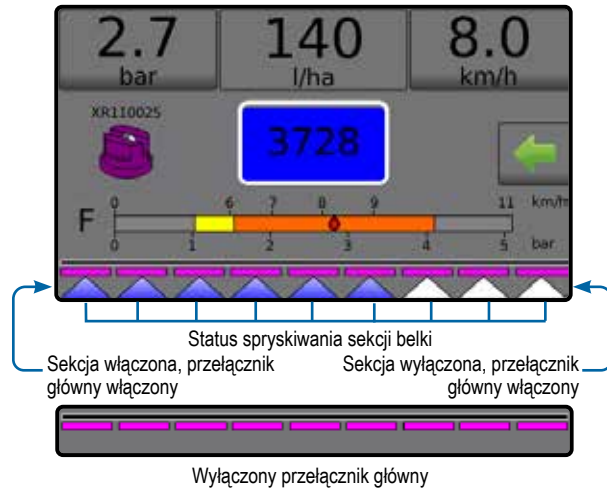 2.7 140 8.0
bar l/ha km/h
XR110025
3728
0 6 7 8 9 11 km/h
F
0 1 2 3 4 5 bar
Status spryskiwania sekcji belki
Sekcja włączona, przełącznik główny włączony
Sekcja wyłączona, przełącznik główny włączony
Wyłączony przełącznik główny